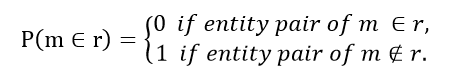 P(m ∈ r) = {0 if entity pair of m ∈ r,
1 if entity pair of m ∉ r.